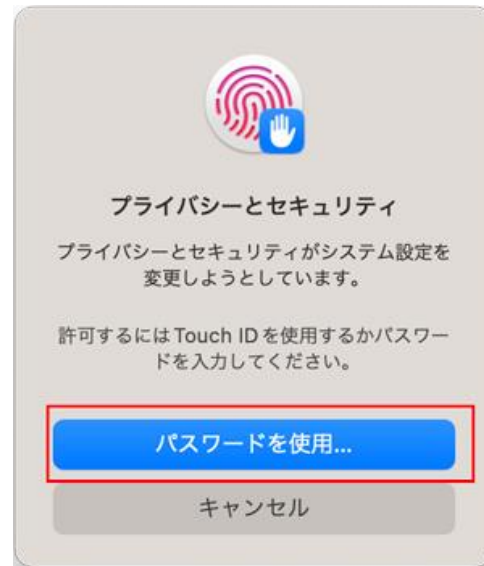 プライバシーとセキュリティ
プライバシーとセキュリティがシステム設定を
変更しようとしています。
許可するには Touch ID を使用するかパスワー
ドを入力してください。
パスワードを使用...
キャンセル